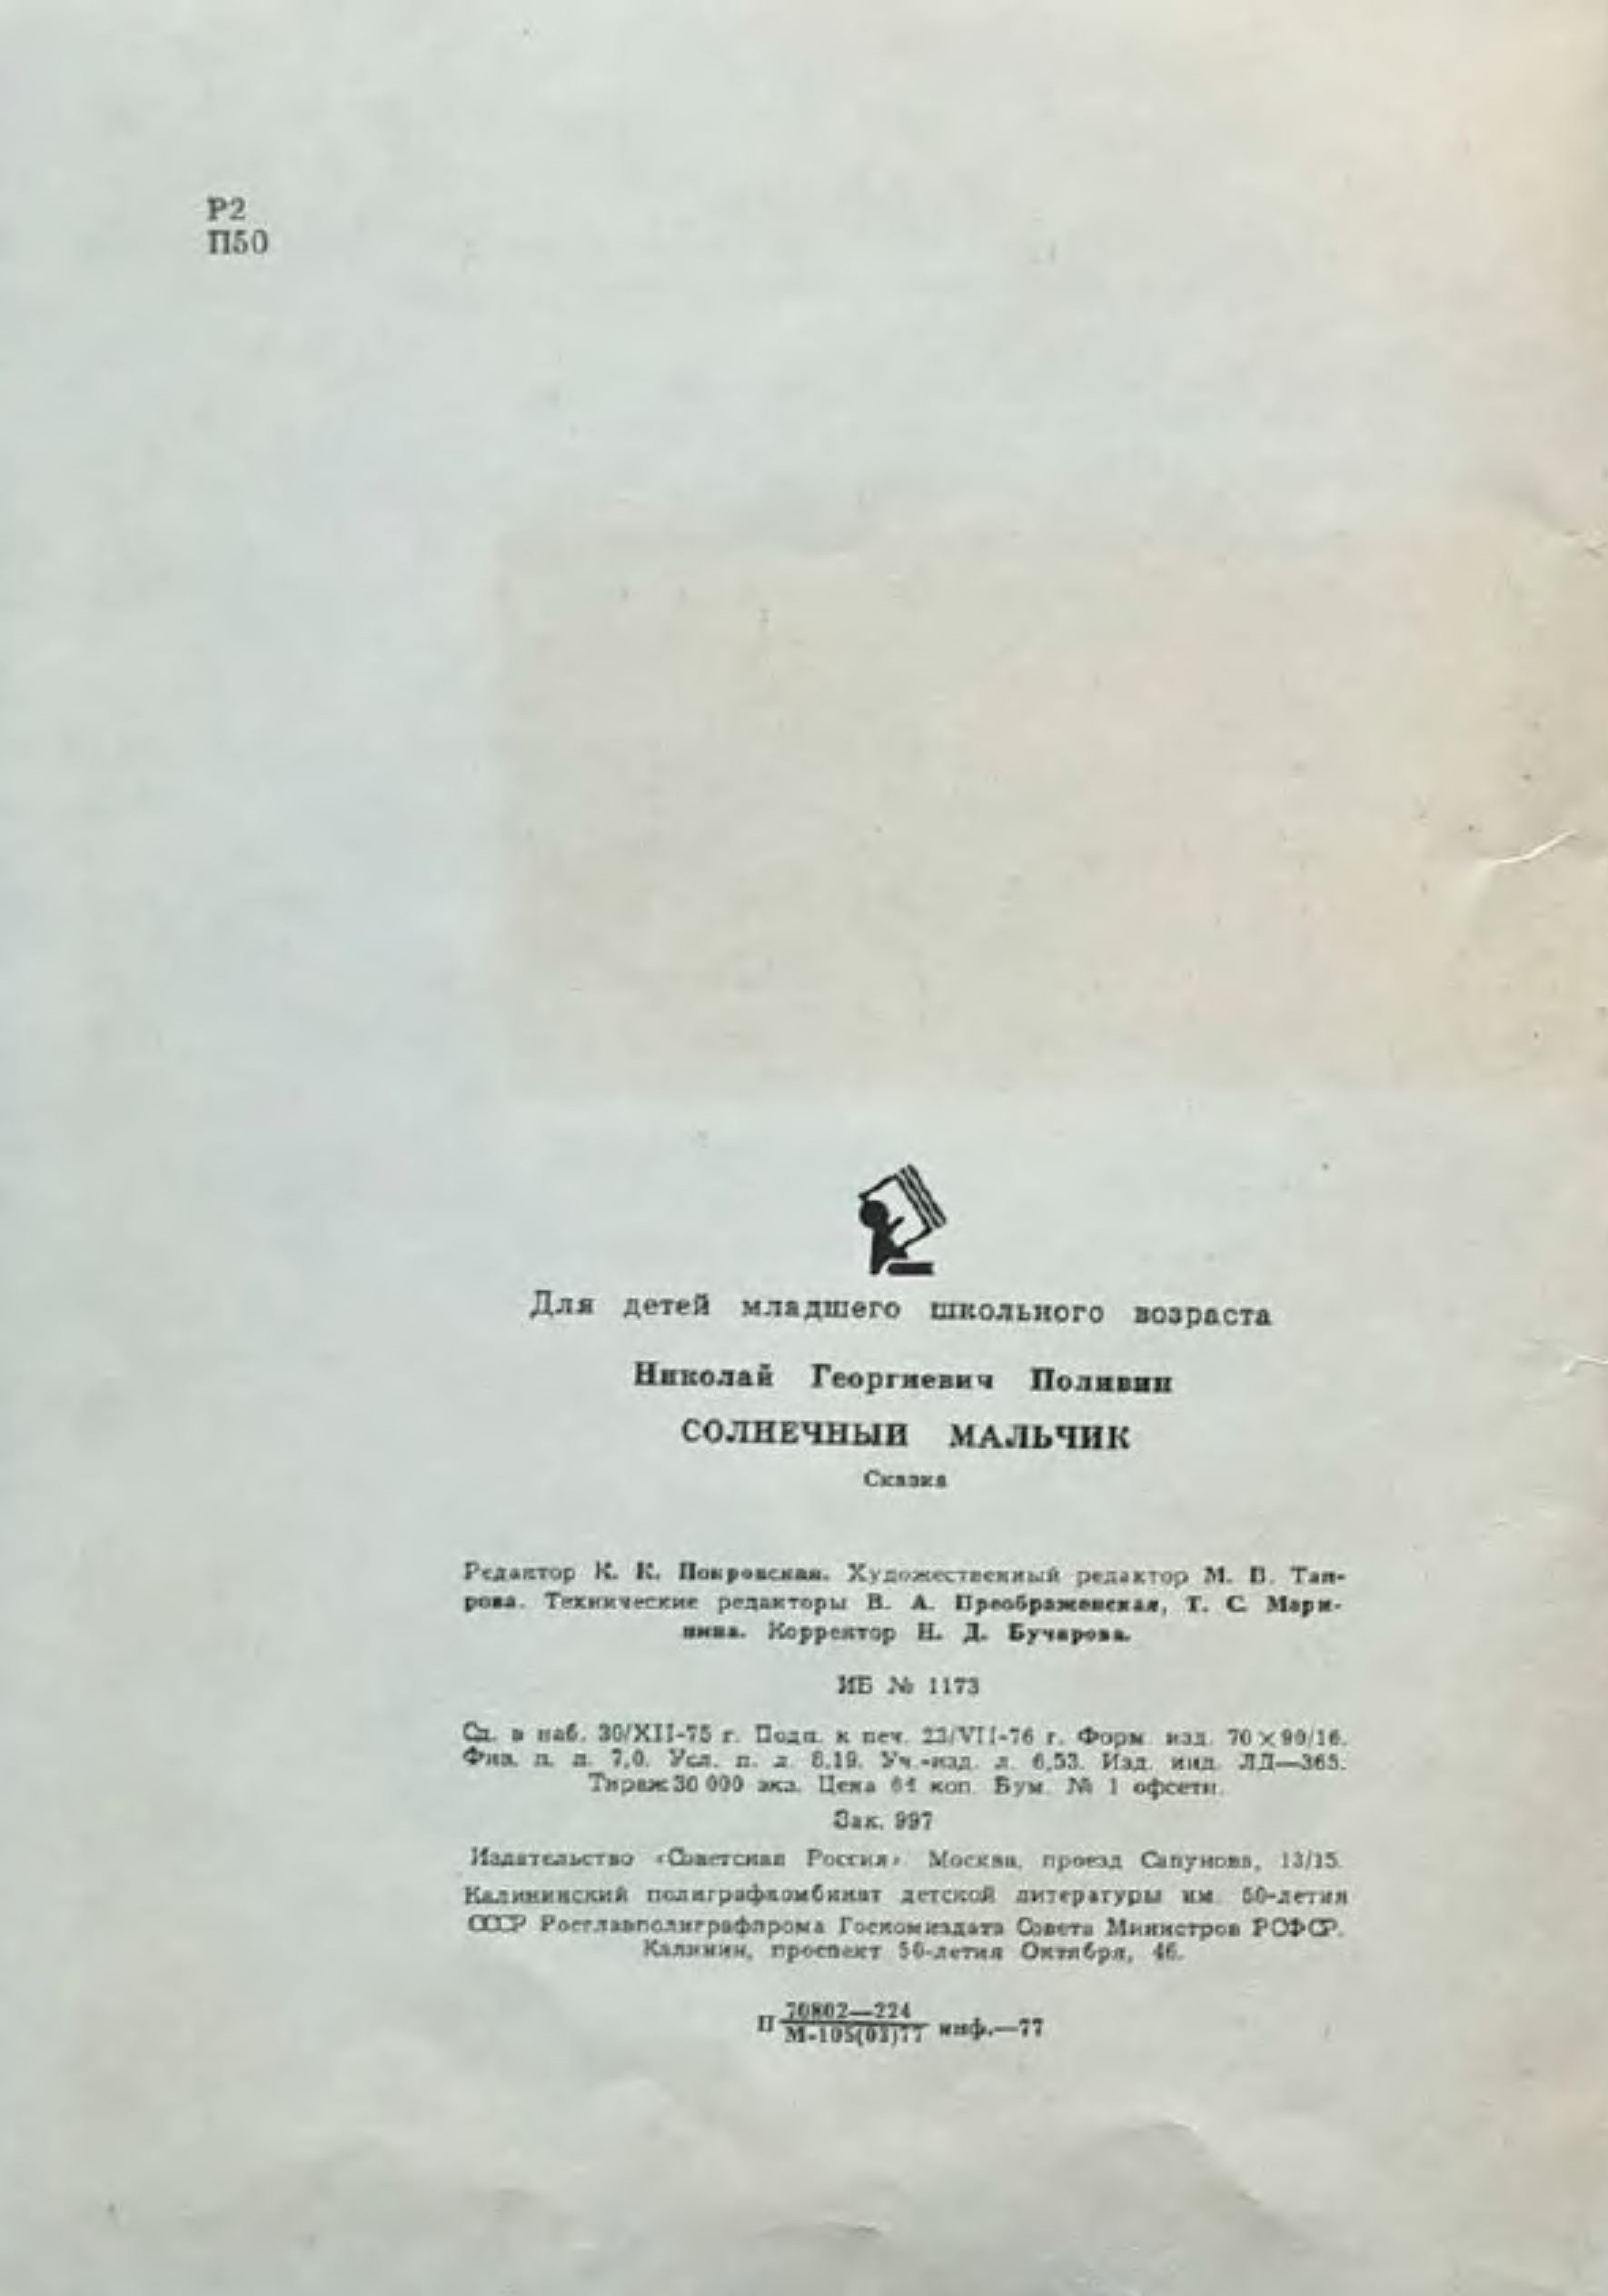 Р2
П50
Для детей младшего школьного возраста
Николай Георгиевич Поливин
СОЛНЕЧНЫЙ МАЛЬЧИК
Сказка
Редактор К. К. Покровская. Художественный редактор М. В. Таи-
рова. Технические редакторы В. А. Преображенская, Т. С. Мари-
нина. Корректор Н. Д. Бучарова.
ИБ № 1173
Сд. в наб. 30/XII-75 г. Подп. к печ. 23/VII-76 г. Форм. изд. 70×90/16.
Физ. п. л. 7,0. Усл. п. л. 8,19. Уч.-изд. л. 6,53. Изд. инд. ЛД—365.
Тираж 30 000 экз. Цена коп. Бум. № 1 офсетн.
Зак. 997
Издательство «Советская Россия». Москва, проезд Сапунова, 13/15.
Калининский полиграфкомбинат детской литературы им. 50-летия
СССР Росглавполиграфпрома Госкомиздата Совета Министров РСФСР.
Калинин, проспект 50-летия Октября, 46.
П 70802—224
М-105(03)77 инф.—77